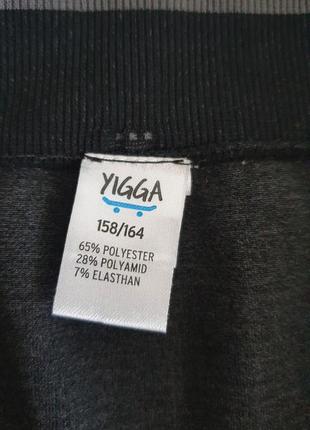 YIGGA
158/164
65% POLYESTER
28% POLYAMID
7% ELASTHAN